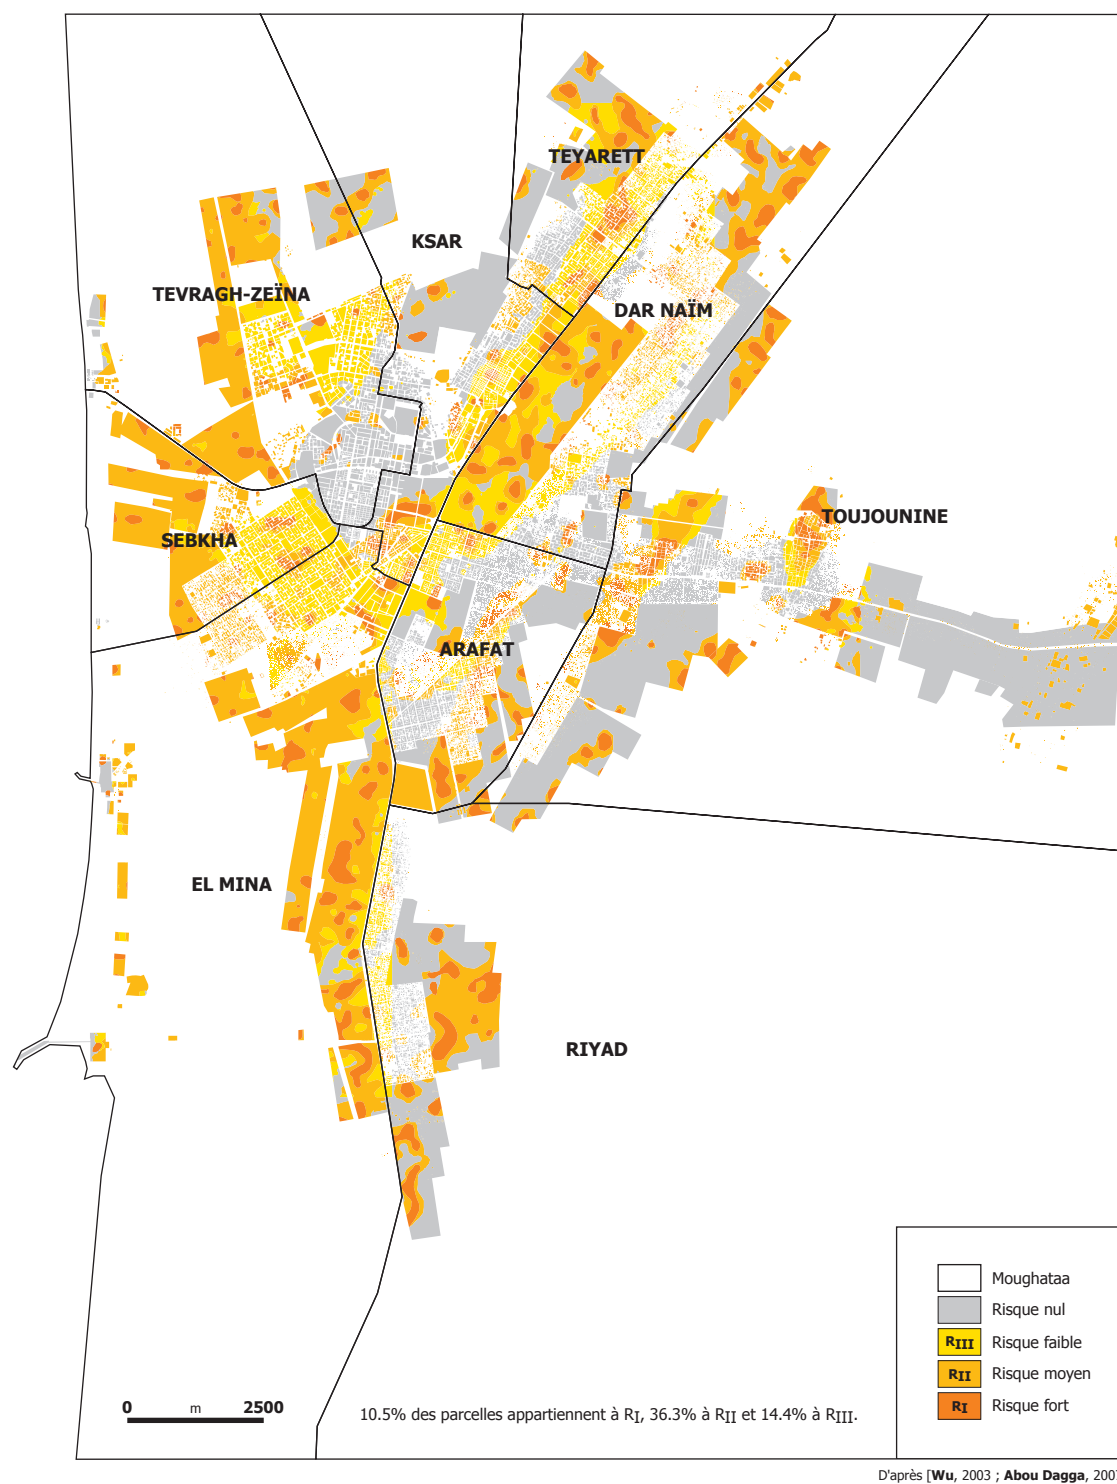 TEYARETT
KSAR
TEVRAGH-ZEÏNA
DAR NAÏM
TOUJOUNINE
SEBKHA
ARAFAT
EL MINA
RIYAD
Moughataa
Risque nul
RIII Risque faible
RII Risque moyen
RI Risque fort
0 m 2500
10.5% des parcelles appartiennent à RI, 36.3% à RII et 14.4% à RIII.
D'après [Wu, 2003 ; Abou Dagga, 200